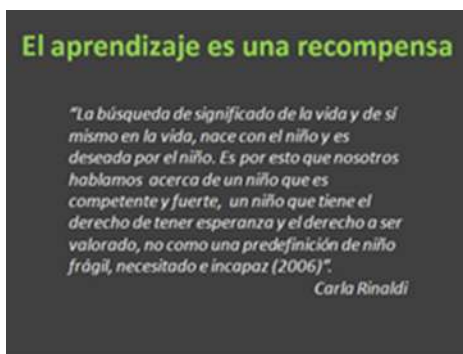 El aprendizaje es una recompensa
"La búsqueda de significado de la vida y de sí
mismo en la vida, nace con el niño y es
deseada por el niño. Es por esto que nosotros
hablamos acerca de un niño que es
competente y fuerte, un niño que tiene el
derecho de tener esperanza y el derecho a ser
valorado, no como una predefinición de niño
frágil, necesitado e incapaz (2006)".
Carla Rinaldi